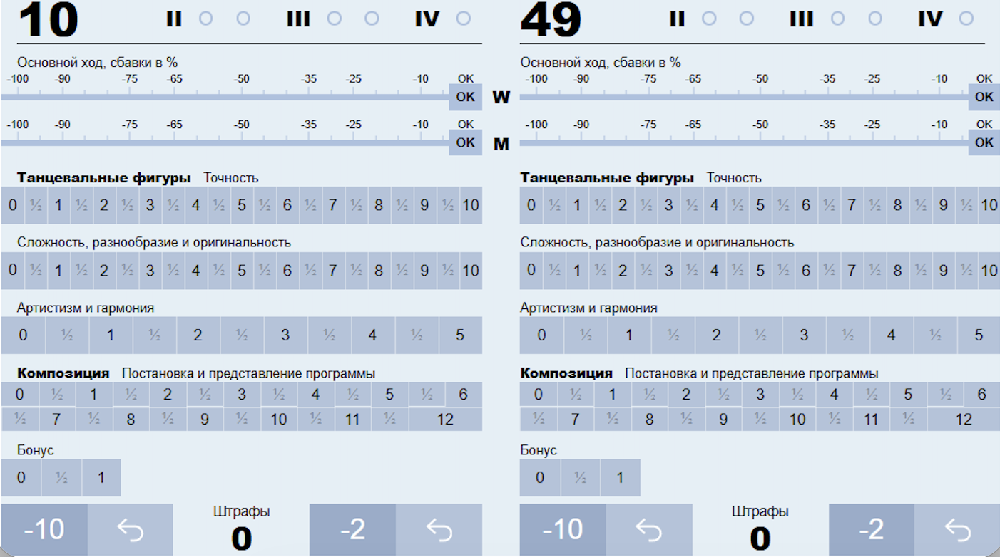 10 II III IV
Основной ход, сбавки в %
-100 -90 -75 -65 -50 -35 -25 -10 OK
OK
-100 -90 -75 -65 -50 -35 -25 -10 OK
OK
Танцевальные фигуры Точность
0 ½ 1 ½ 2 ½ 3 ½ 4 ½ 5 ½ 6 ½ 7 ½ 8 ½ 9 ½ 10
Сложность, разнообразие и оригинальность
0 ½ 1 ½ 2 ½ 3 ½ 4 ½ 5 ½ 6 ½ 7 ½ 8 ½ 9 ½ 10
Артистизм и гармония
0 ½ 1 ½ 2 ½ 3 ½ 4 ½ 5
Композиция Постановка и представление программы
0 ½ 1 ½ 2 ½ 3 ½ 4 ½ 5 ½ 6
½ 7 ½ 8 ½ 9 ½ 10 ½ 11 ½ 12
Бонус
0 ½ 1
Штрафы
-10 0 -2
W
M
49 II III IV
Основной ход, сбавки в %
-100 -90 -75 -65 -50 -35 -25 -10 OK
OK
-100 -90 -75 -65 -50 -35 -25 -10 OK
OK
Танцевальные фигуры Точность
0 ½ 1 ½ 2 ½ 3 ½ 4 ½ 5 ½ 6 ½ 7 ½ 8 ½ 9 ½ 10
Сложность, разнообразие и оригинальность
0 ½ 1 ½ 2 ½ 3 ½ 4 ½ 5 ½ 6 ½ 7 ½ 8 ½ 9 ½ 10
Артистизм и гармония
0 ½ 1 ½ 2 ½ 3 ½ 4 ½ 5
Композиция Постановка и представление программы
0 ½ 1 ½ 2 ½ 3 ½ 4 ½ 5 ½ 6
½ 7 ½ 8 ½ 9 ½ 10 ½ 11 ½ 12
Бонус
0 ½ 1
Штрафы
-10 0 -2